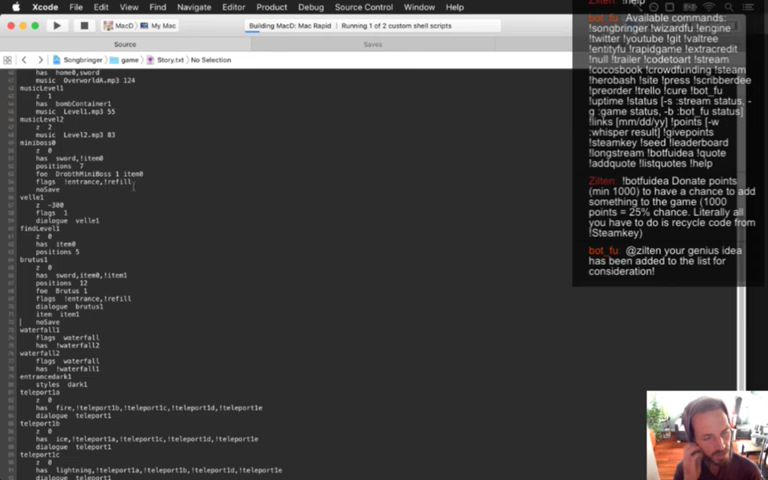 Xcode File Edit View Find Navigate Editor Product Debug Source Control Window Help
MacD My Mac Building MacD: Mac Rapid Running 1 of 2 custom shell scripts
Source Saves
Songbringer game Story.txt No Selection
has home0,sword
music OverworldA.mp3 124
musicLevel1
z 1
has bombContainer1
music Level1.mp3 55
musicLevel2
z 2
music Level2.mp3 83
miniboss0
z 0
has sword,!item0
positions 7
foe DrobthMiniBoss 1 item0
flags !entrance,!refill
noSave
velle1
z -300
flags 1
dialogue velle1
findLevel1
z 0
has item0
positions 5
brutus1
z 0
has sword,item0,!item1
positions 12
foe Brutus 1
flags !entrance,!refill
dialogue brutus1
item item1
noSave
waterfall1
flags waterfall
has !waterfall2
waterfall2
flags waterfall
has !waterfall1
entrancedark1
styles dark1
teleport1a
z 0
has fire,!teleport1b,!teleport1c,!teleport1d,!teleport1e
dialogue teleport1
teleport1b
z 0
has ice,!teleport1a,!teleport1c,!teleport1d,!teleport1e
dialogue teleport1
teleport1c
z 0
has lightning,!teleport1a,!teleport1b,!teleport1d,!teleport1e
dialogue teleport1
Zilten !help
bot_fu Available commands:
!songbringer !wizardfu !engine
!twitter !youtube !git !valtree
!entityfu !rapidgame !extracredit
!null !trailer !codetoart !stream
!cocosbook !crowdfunding !steam
!herobash !site !press !scribberdee
!preorder !trello !cure !bot_fu
!uptime !status [-s :stream status, -
g :game status, -b :bot_fu status]
!links [mm/dd/yy] !points [-w
:whisper result] !givepoints
!steamkey !seed !leaderboard
!longstream !botfuidea !quote
!addquote !listquotes !help
Zilten !botfuidea Donate points
(min 1000) to have a chance to add
something to the game (1000
points = 25% chance. Literally all
you have to do is recycle code from
!Steamkey)
bot_fu @zilten your genius idea
has been added to the list for
consideration!